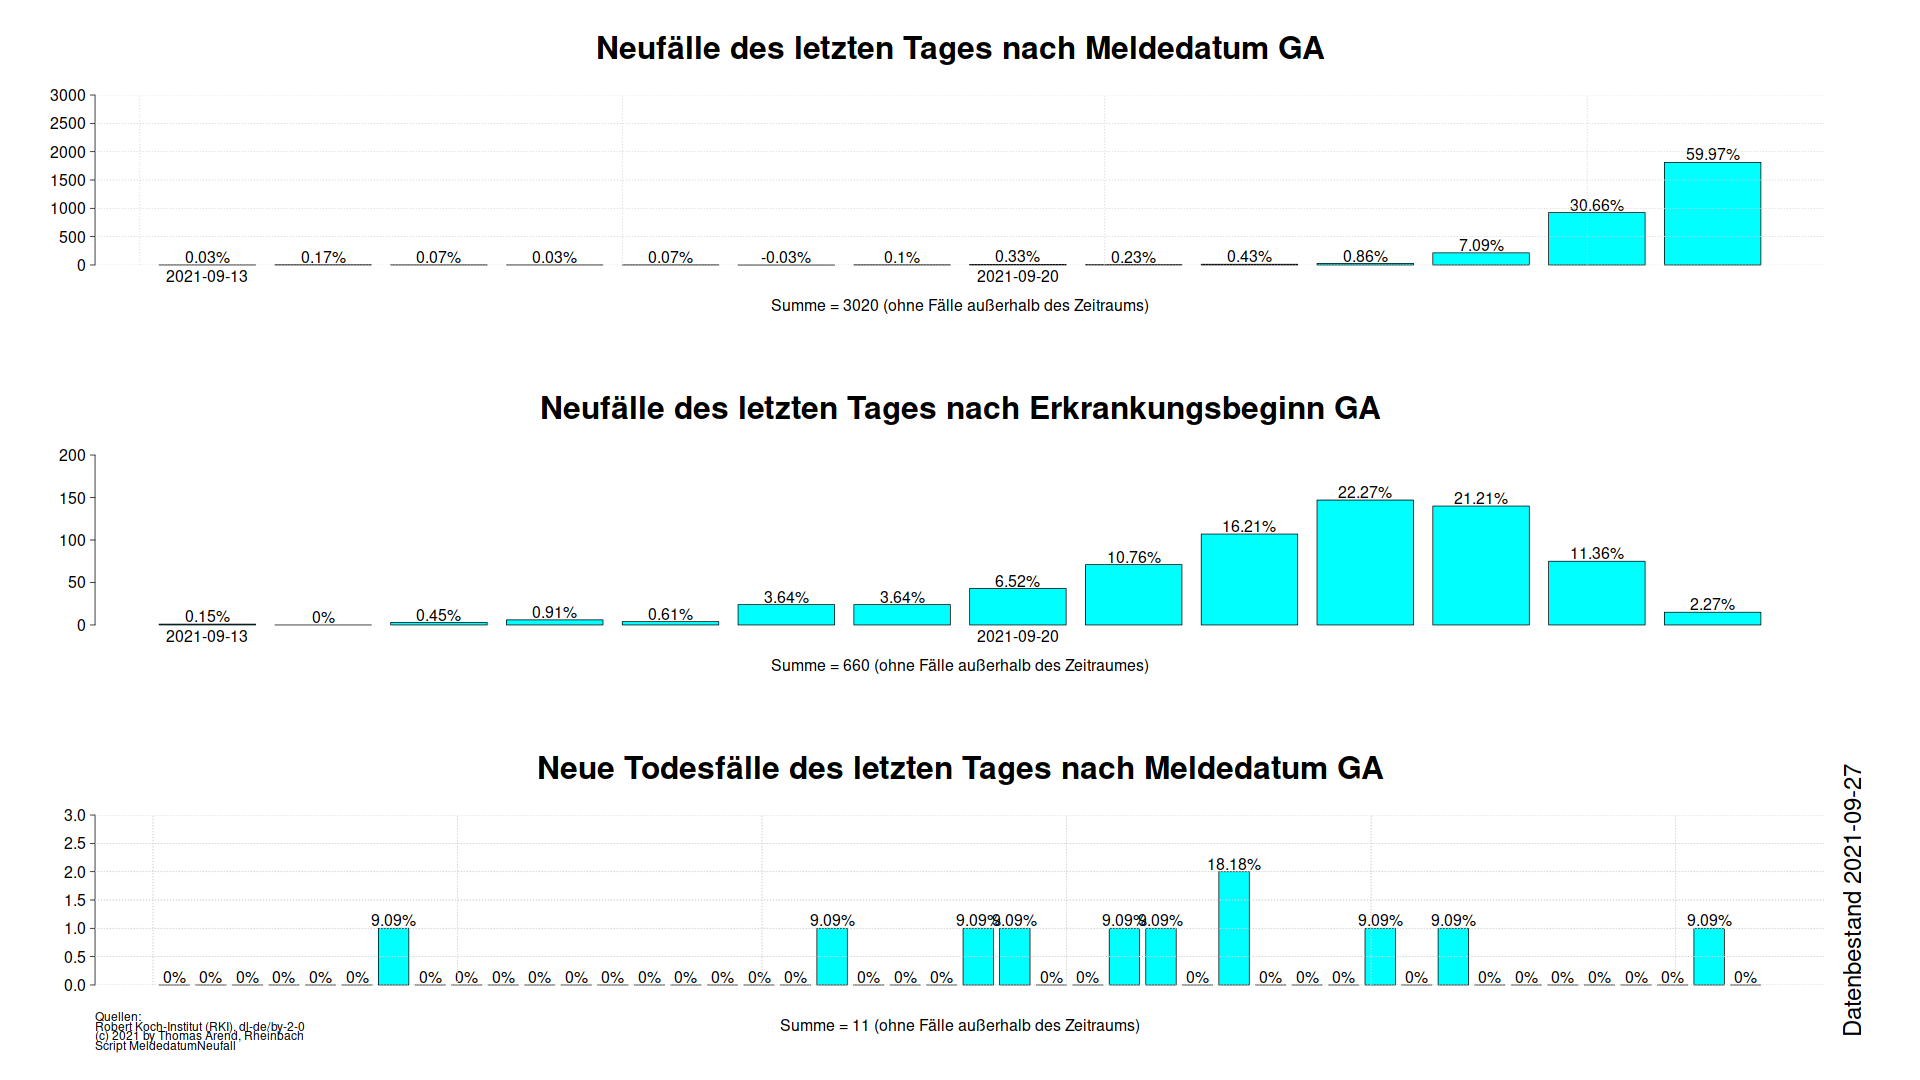 Neufälle des letzten Tages nach Meldedatum GA
3000
2500
2000
1500
1000
500
0
0.03% 0.17% 0.07% 0.03% 0.07% -0.03% 0.1% 0.33% 0.23% 0.43% 0.86% 7.09% 30.66% 59.97%
2021-09-13 2021-09-20
Summe = 3020 (ohne Fälle außerhalb des Zeitraums)
Neufälle des letzten Tages nach Erkrankungsbeginn GA
200
150
100
50
0
0.15% 0% 0.45% 0.91% 0.61% 3.64% 3.64% 6.52% 10.76% 16.21% 22.27% 21.21% 11.36% 2.27%
2021-09-13 2021-09-20
Summe = 660 (ohne Fälle außerhalb des Zeitraumes)
Neue Todesfälle des letzten Tages nach Meldedatum GA
3.0
2.5
2.0
1.5
1.0
0.5
0.0
0% 0% 0% 0% 0% 0% 9.09% 0% 0% 0% 0% 0% 0% 0% 0% 0% 0% 0% 9.09% 0% 0% 0% 9.09% 9.09% 0% 0% 9.09% 9.09% 0% 18.18% 0% 0% 0% 9.09% 0% 9.09% 0% 0% 0% 0% 0% 0% 9.09% 0%
Summe = 11 (ohne Fälle außerhalb des Zeitraums)
Quellen:
Robert Koch-Institut (RKI), dl-de/by-2-0
(c) 2021 by Thomas Arend, Rheinbach
Script MeldedatumNeufall
Datenbestand 2021-09-27